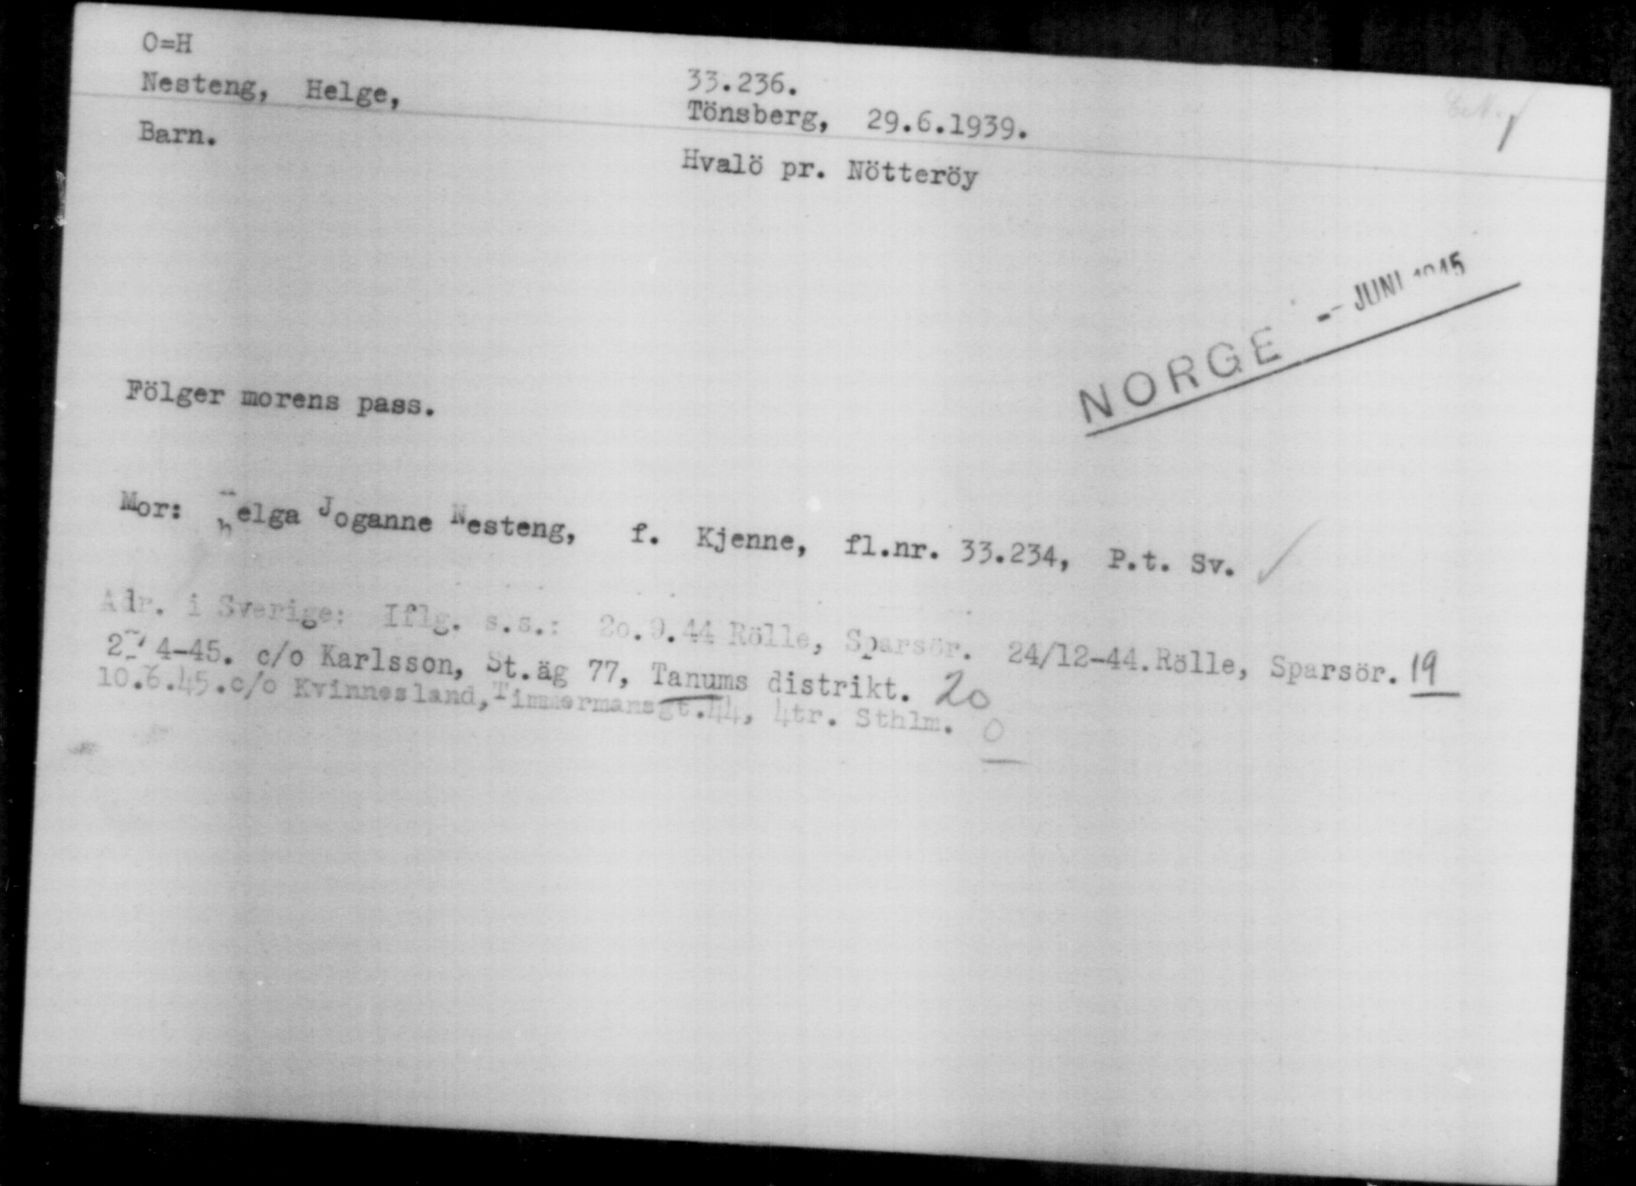 O=H
Nesteng, Helge,
33.236.
Tönsberg, 29.6.1939.
Barn.
Hvalö pr. Nötteröy
NORGE -- JUNI 1945
Fölger morens pass.
Mor: Helga Joganne Nesteng, f. Kjenne, fl.nr. 33.234, P.t. Sv.
Adr. i Sverige: Iflg. s.s.: 20.9.44 Rölle, Sparsör. 24/12-44. Rölle, Sparsör. 19
4-45. c/o Karlsson, St.äg 77, Tanums distrikt. 20
10.6.45. c/o Kvinnesland, Timmermansgt. 44, 4tr. Sthlm. 0